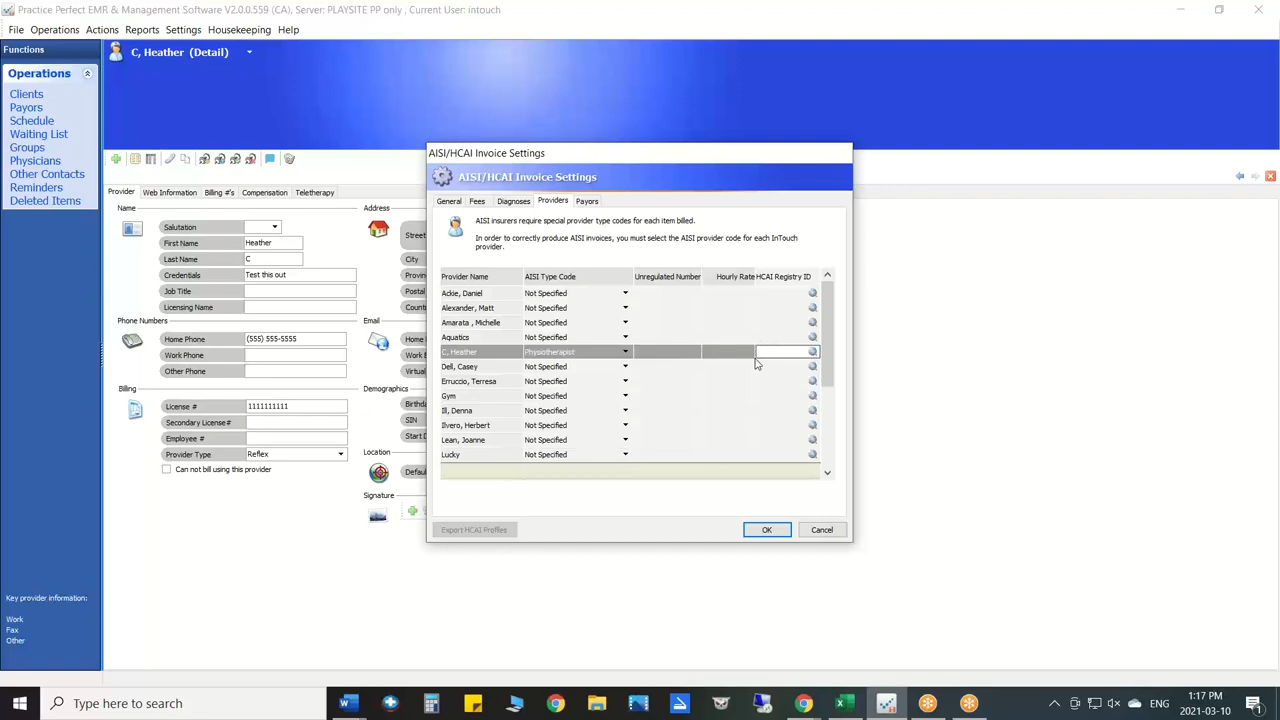 Practice Perfect EMR & Management Software V2.0.0.559 (CA), Server: PLAYSITE PP only , Current User: intouch
File Operations Actions Reports Settings Housekeeping Help
Functions
C, Heather (Detail)
Operations
Clients
Payors
Schedule
Waiting List
Groups
Physicians
Other Contacts
Reminders
Deleted Items
Provider Web Information Billing #'s Compensation Teletherapy
Name
Salutation
First Name Heather
Last Name C
Credentials Test this out
Job Title
Licensing Name
Address
Street
City
Postal
Phone Numbers
Home Phone (555) 555-5555
Work Phone
Other Phone
Email
Home
Work
Virtual
Billing
License # 1111111111
Secondary License#
Employee #
Provider Type Reflex
Can not bill using this provider
Demographics
SIN
Location
Signature
AISI/HCAI Invoice Settings
AISI/HCAI Invoice Settings
General Fees Diagnoses Providers Payors
AISI insurers require special provider type codes for each item billed.
In order to correctly produce AISI invoices, you must select the AISI provider code for each InTouch
provider.
Provider Name AISI Type Code Unregulated Number Hourly Rate HCAI Registry ID
Ackie, Daniel Not Specified
Alexander, Matt Not Specified
Amarata , Michelle Not Specified
Aquatics Not Specified
C, Heather Physiotherapist
Dell, Casey Not Specified
Erruccio, Terresa Not Specified
Gym Not Specified
Ill, Denna Not Specified
Ilvero, Herbert Not Specified
Lean, Joanne Not Specified
Lucky Not Specified
Export HCAI Profiles OK Cancel
Key provider information:
Work
Fax
Other
Type here to search
ENG
1:17 PM
2021-03-10